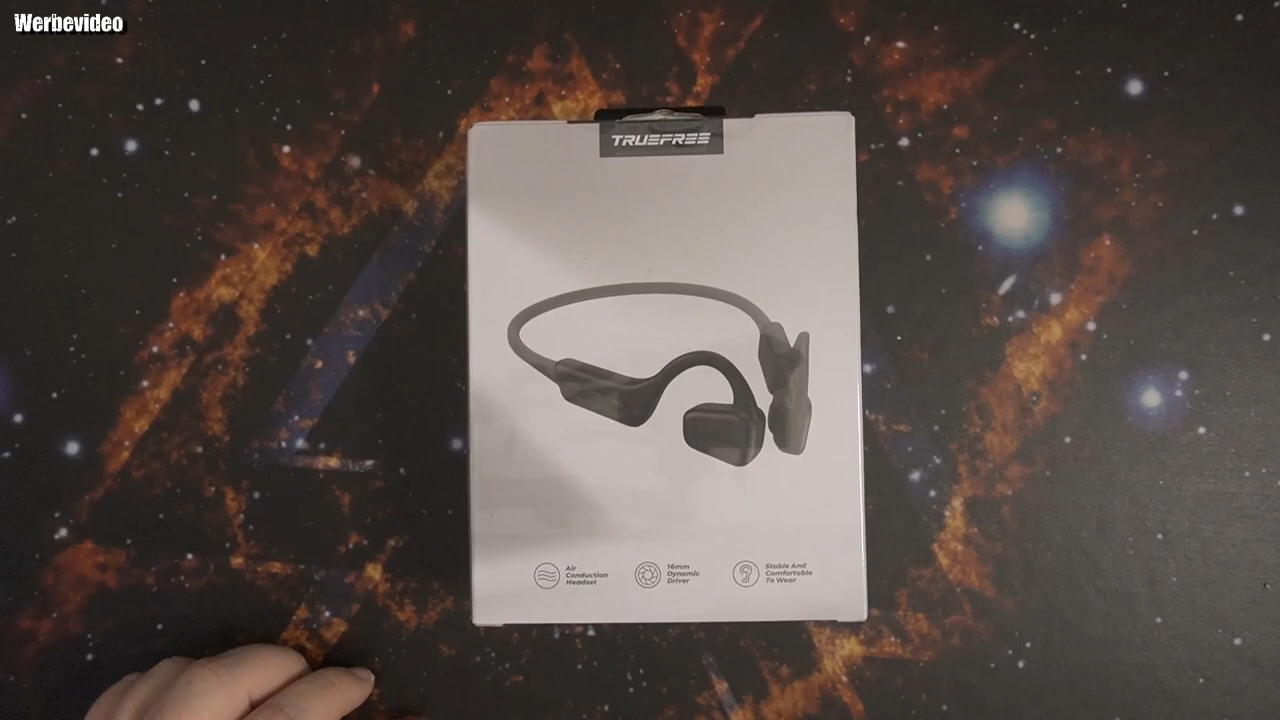 Werbevideo
TRUEFREE
Air
Conduction
Headset
16mm
Dynamic
Driver
Stable And
Comfortable
To Wear